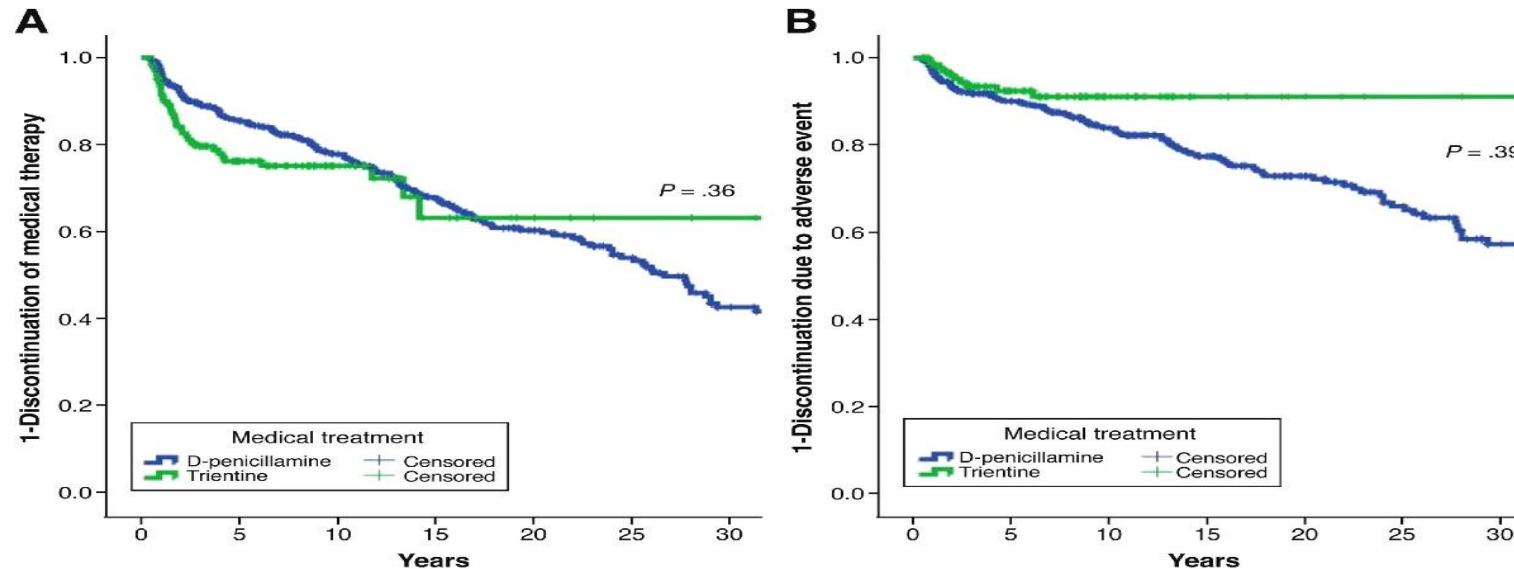 A
1-Discontinuation of medical therapy
1.0
0.8
0.6
0.4
0.2
0.0
P = .36
Medical treatment
D-penicillamine Censored
Trientine Censored
0 5 10 15 20 25 30
Years
B
1-Discontinuation due to adverse event
1.0
0.8
0.6
0.4
0.2
0.0
P = .39
Medical treatment
D-penicillamine Censored
Trientine Censored
0 5 10 15 20 25 30
Years